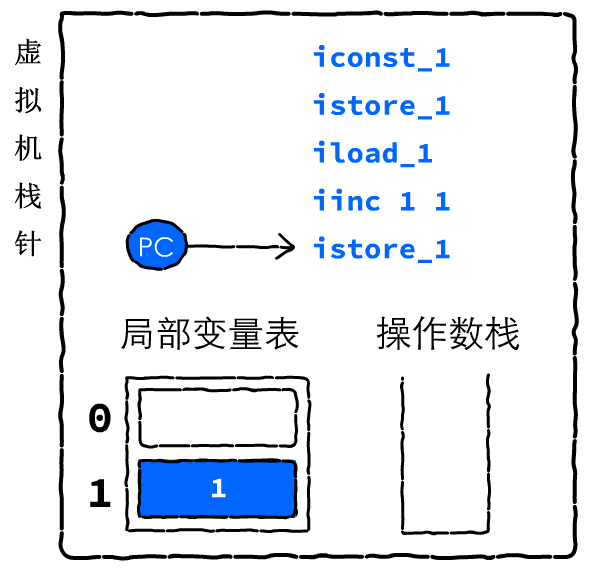 虚拟机栈针
iconst_1
istore_1
iload_1
iinc 1 1
istore_1
PC
局部变量表
操作数栈
0
1
1